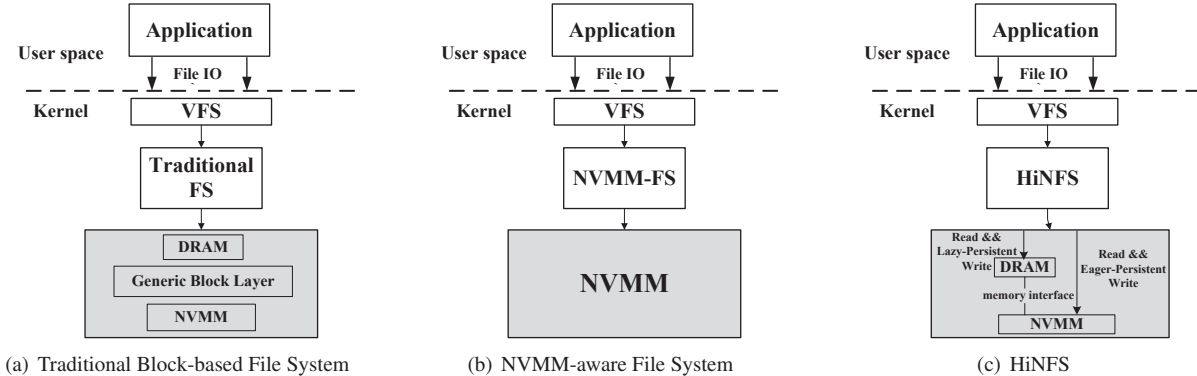 Application
User space
File IO
Kernel
VFS
Traditional
FS
DRAM
Generic Block Layer
NVMM
(a) Traditional Block-based File System
Application
User space
File IO
Kernel
VFS
NVMM-FS
NVMM
(b) NVMM-aware File System
Application
User space
File IO
Kernel
VFS
HiNFS
Read &&
Lazy-Persistent
Write
DRAM
Read &&
Eager-Persistent
Write
memory interface
NVMM
(c) HiNFS